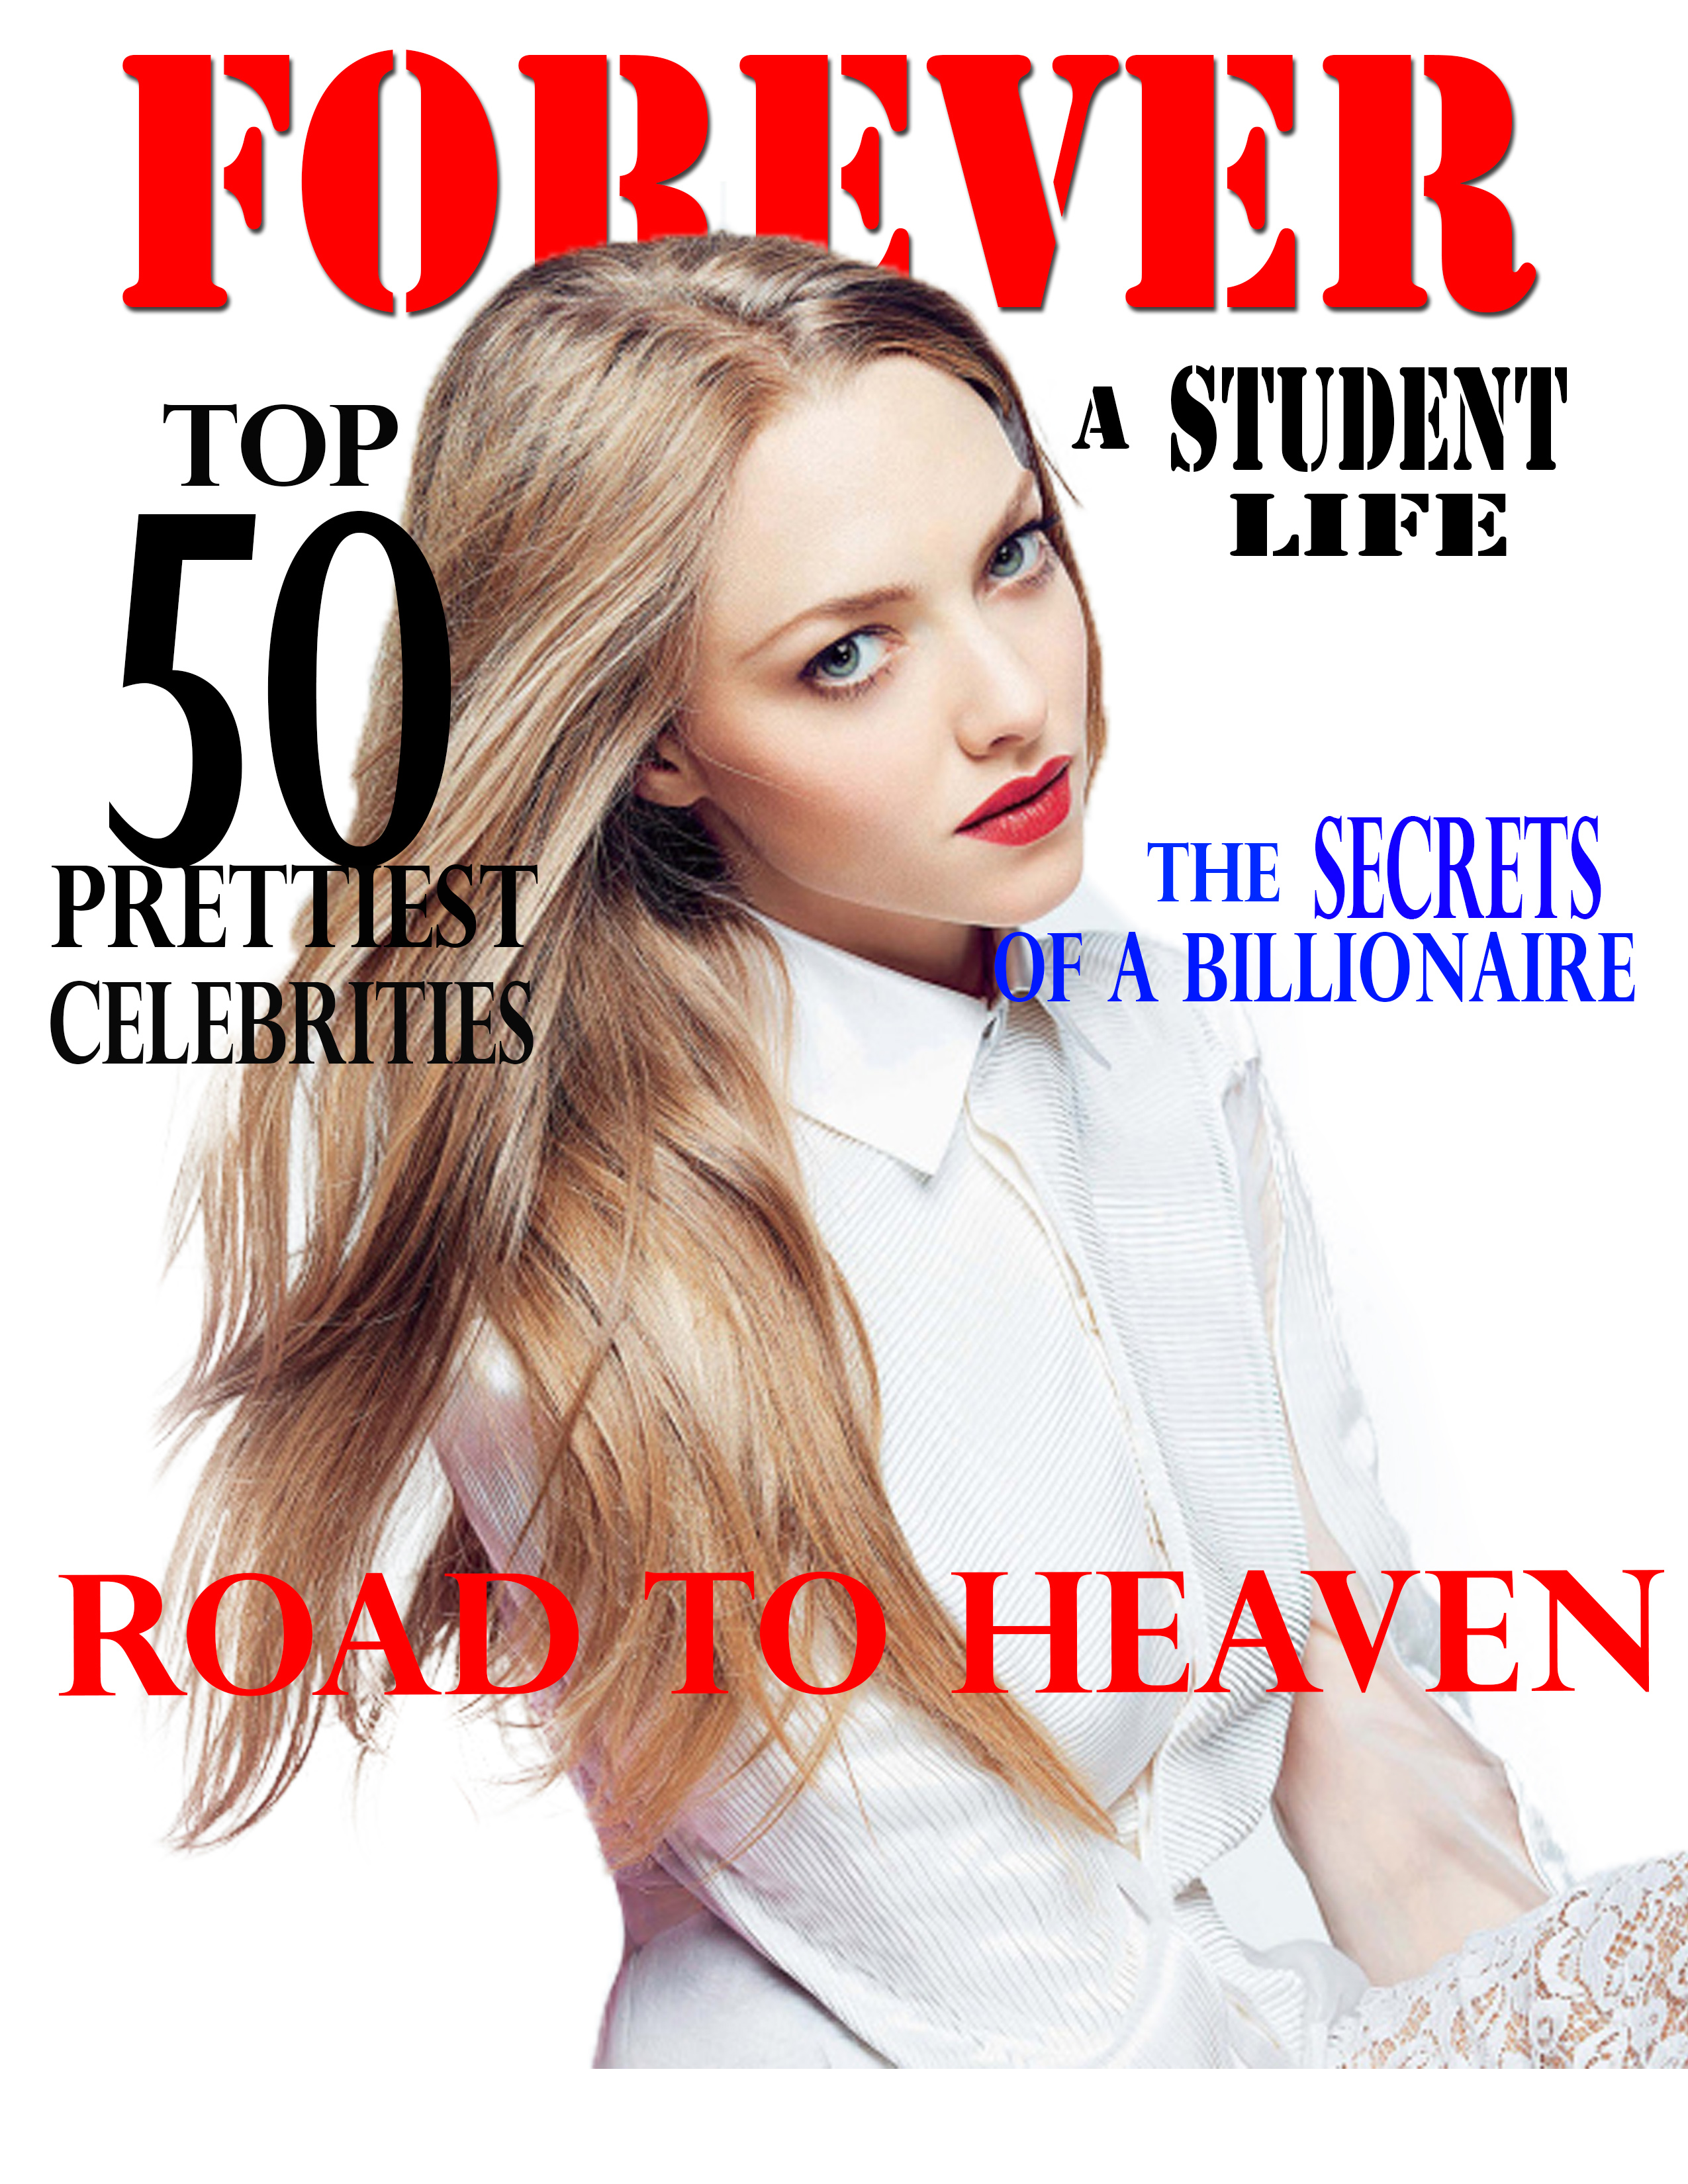 FOREVER
A STUDENT
LIFE
TOP
50
PRETTIEST
CELEBRITIES
THE SECRETS
OF A BILLIONAIRE
ROAD TO HEAVEN